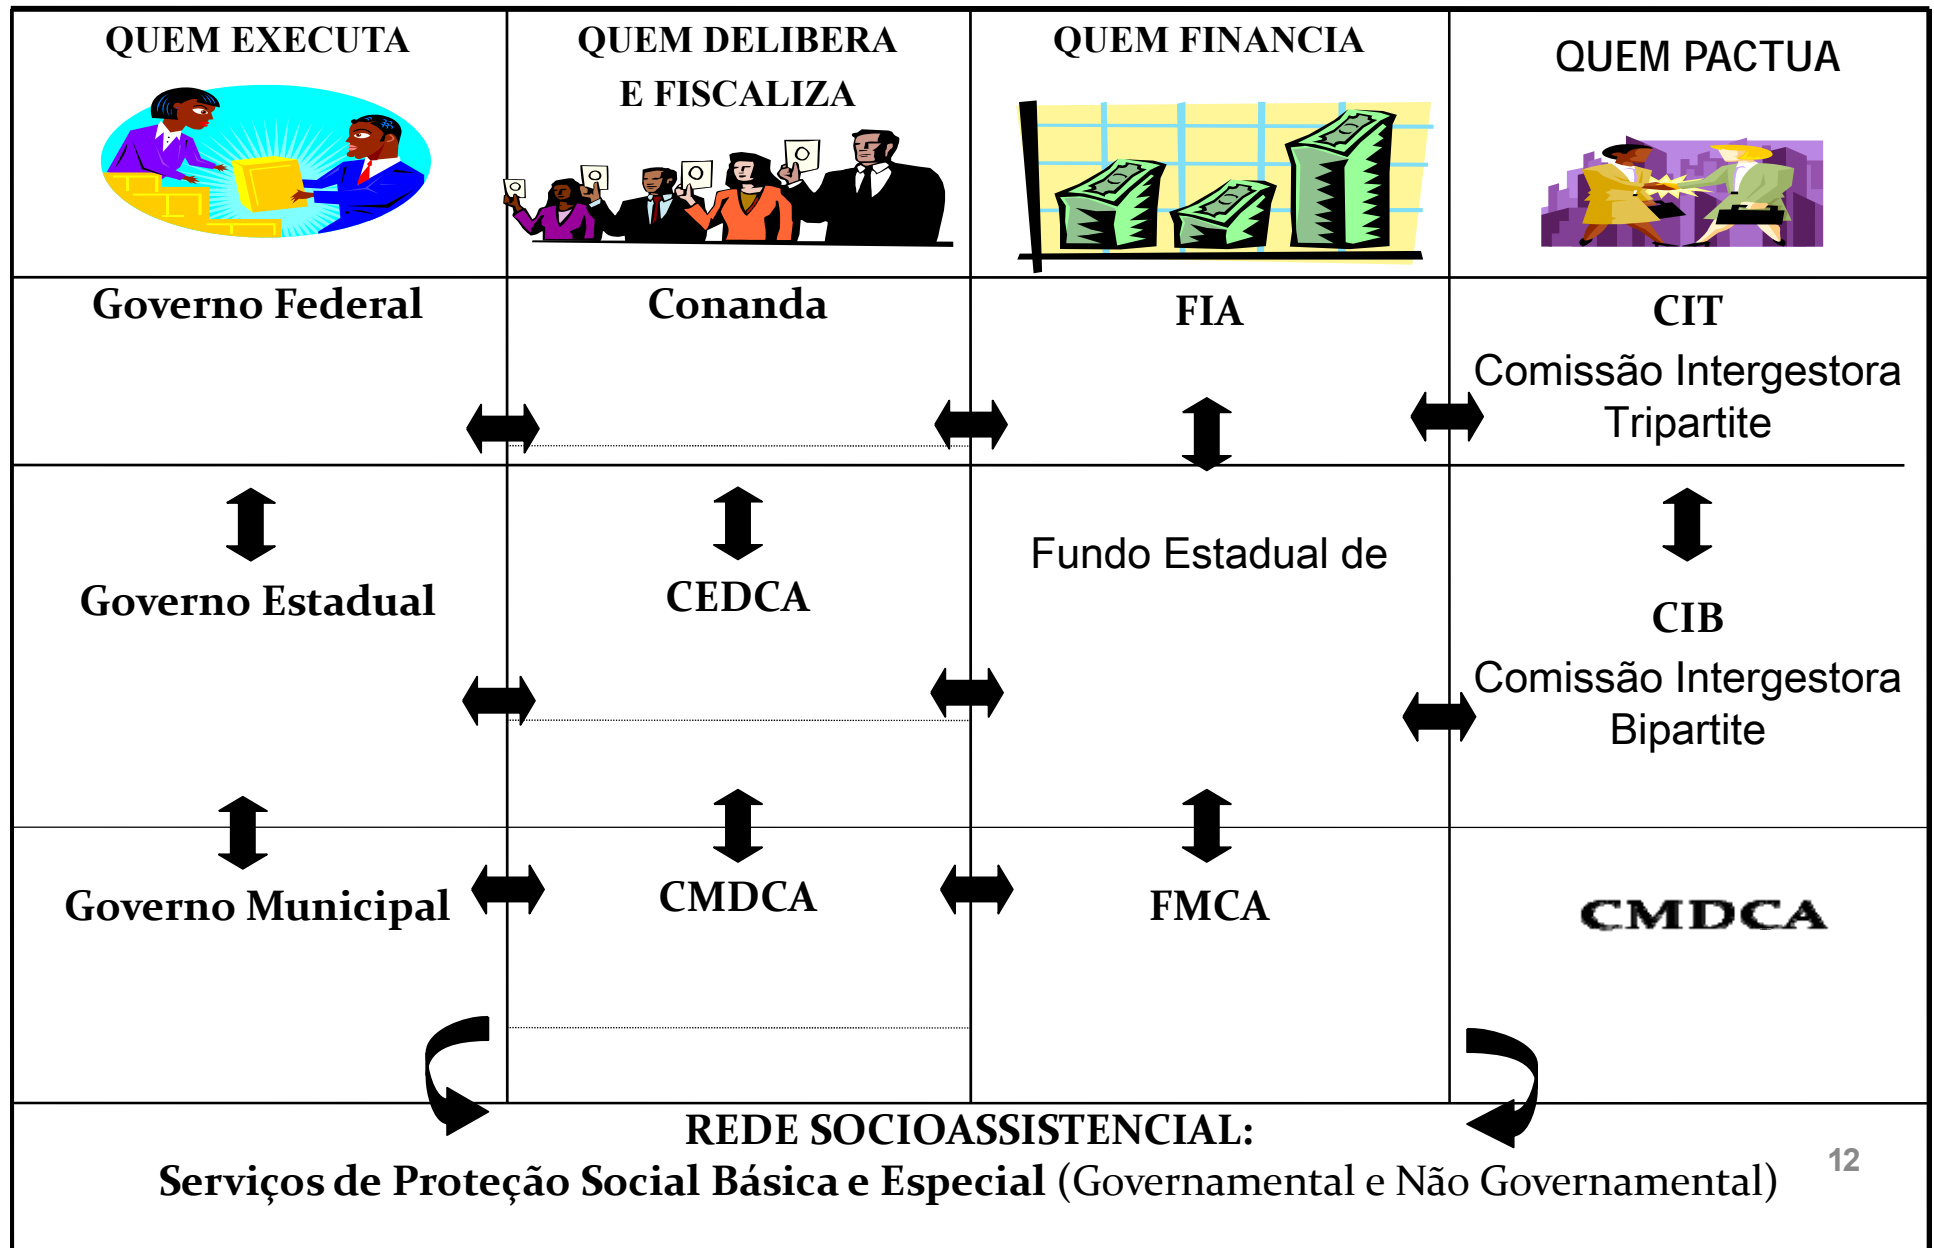 QUEM EXECUTA
QUEM DELIBERA
E FISCALIZA
QUEM FINANCIA
QUEM PACTUA
Governo Federal
Conanda
FIA
CIT
Comissão Intergestora
Tripartite
Governo Estadual
CEDCA
Fundo Estadual de
CIB
Comissão Intergestora
Bipartite
Governo Municipal
CMDCA
FMCA
CMDCA
REDE SOCIOASSISTENCIAL:
Serviços de Proteção Social Básica e Especial (Governamental e Não Governamental)
12